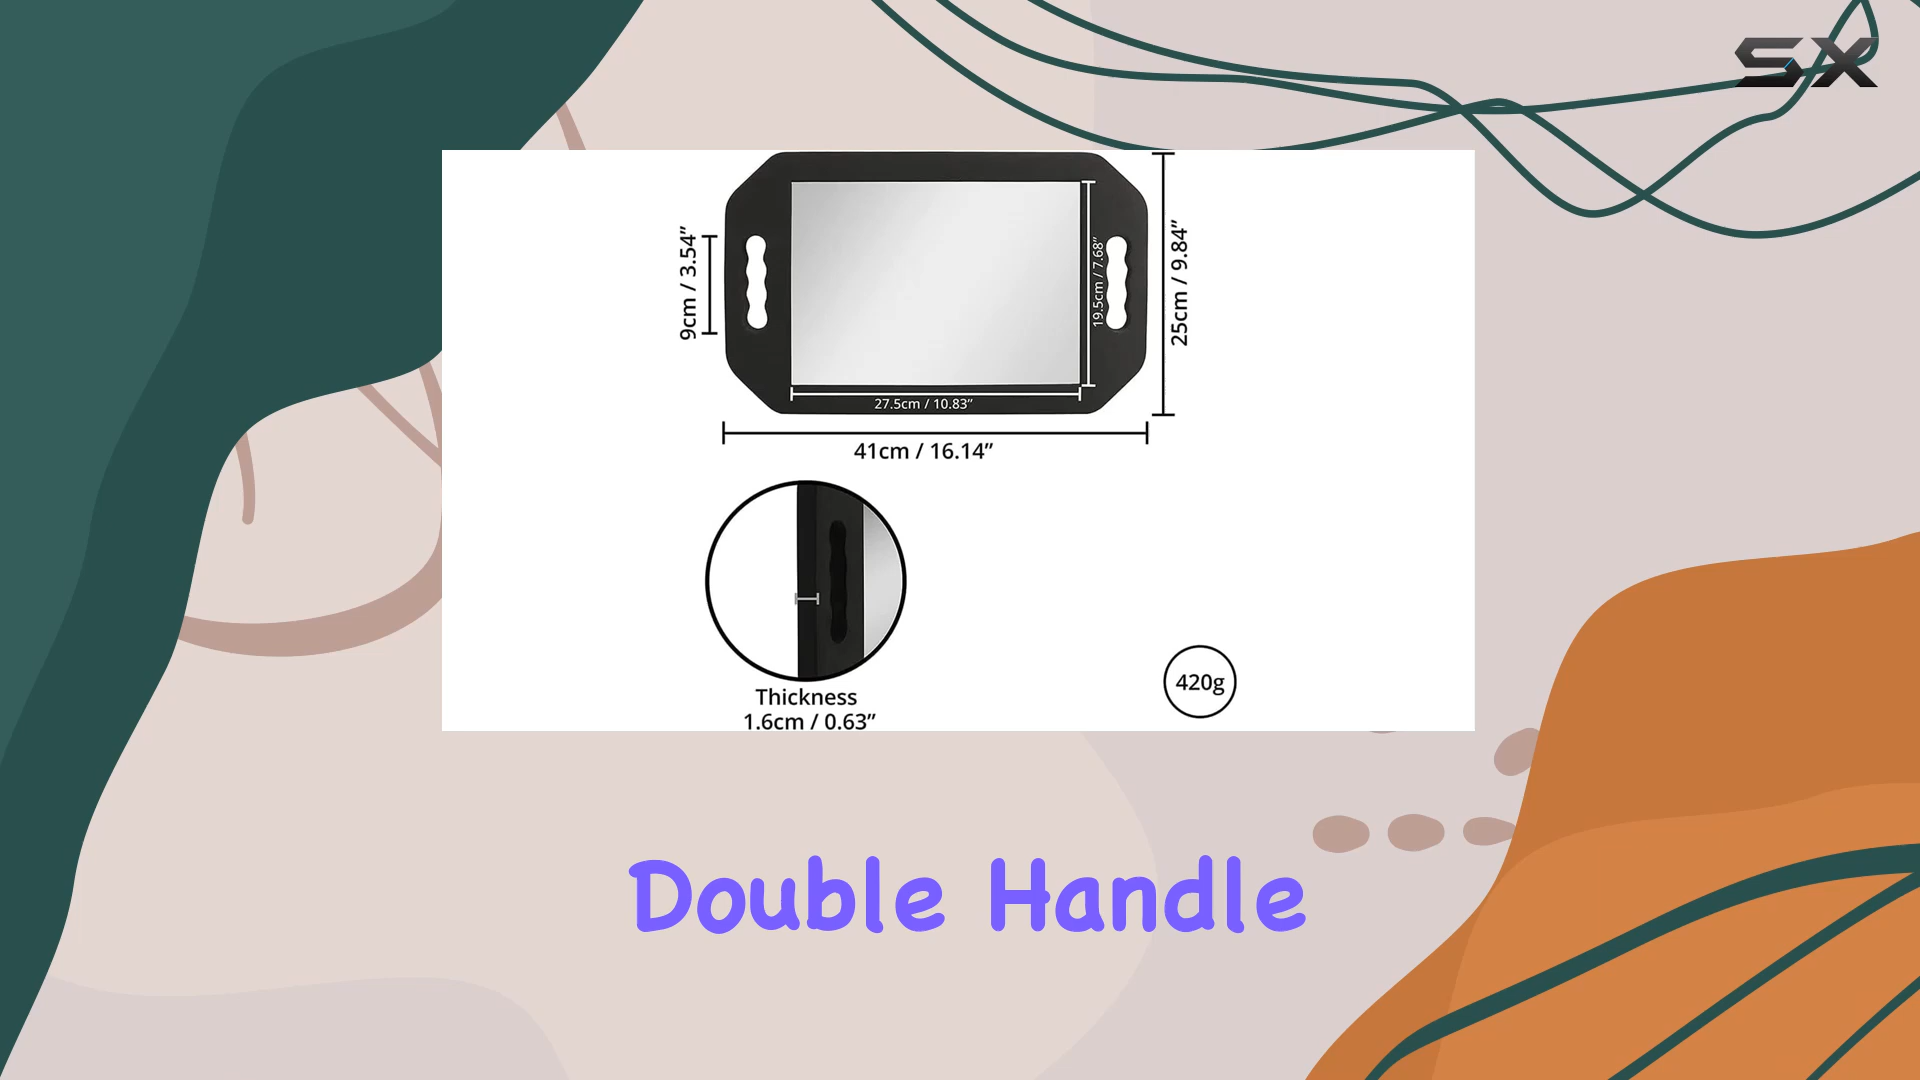 SX
9cm / 3.54”
19.5cm / 7.68”
25cm / 9.84”
27.5cm / 10.83”
41cm / 16.14”
Thickness
1.6cm / 0.63”
420g
Double Handle